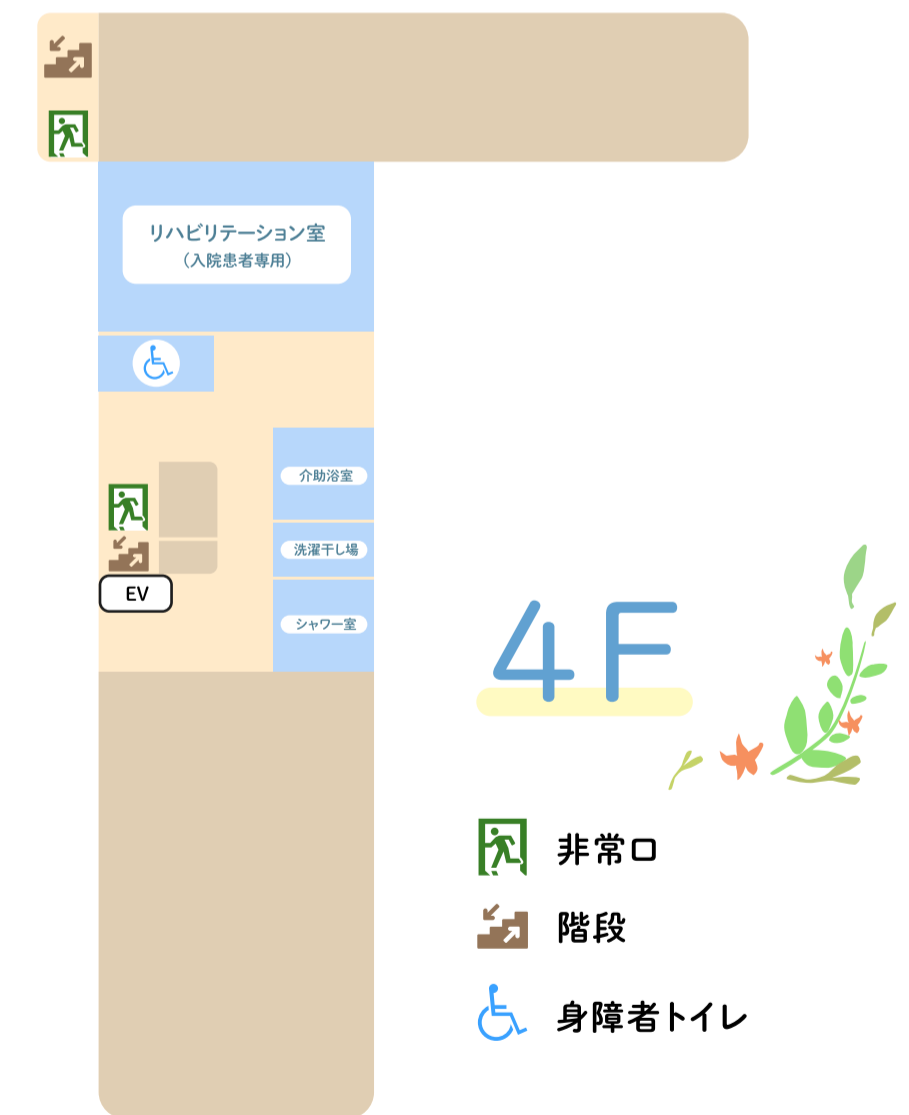 リハビリテーション室
（入院患者専用）
介助浴室
洗濯干し場
EV
シャワー室
4F
非常口
階段
身障者トイレ